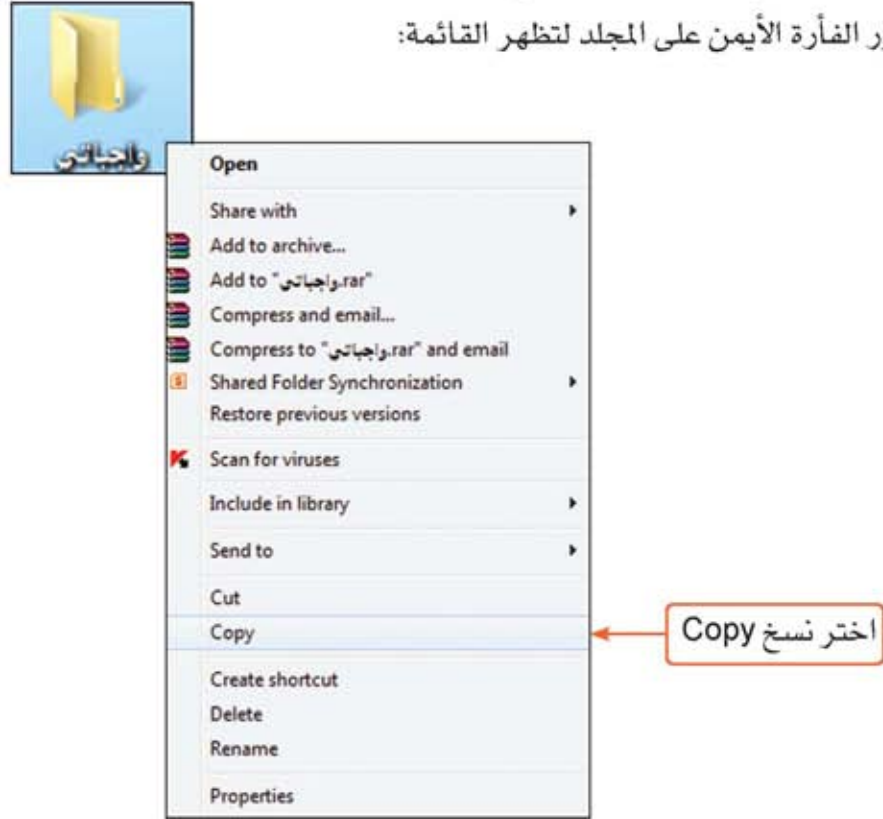 ر الفأرة الأيمن على المجلد لتظهر القائمة:
واجباتي
Open
Share with
Add to archive...
Add to "واجباتي.rar"
Compress and email...
Compress to "واجباتي.rar" and email
Shared Folder Synchronization
Restore previous versions
Scan for viruses
Include in library
Send to
Cut
Copy
اختر نسخ Copy
Create shortcut
Delete
Rename
Properties